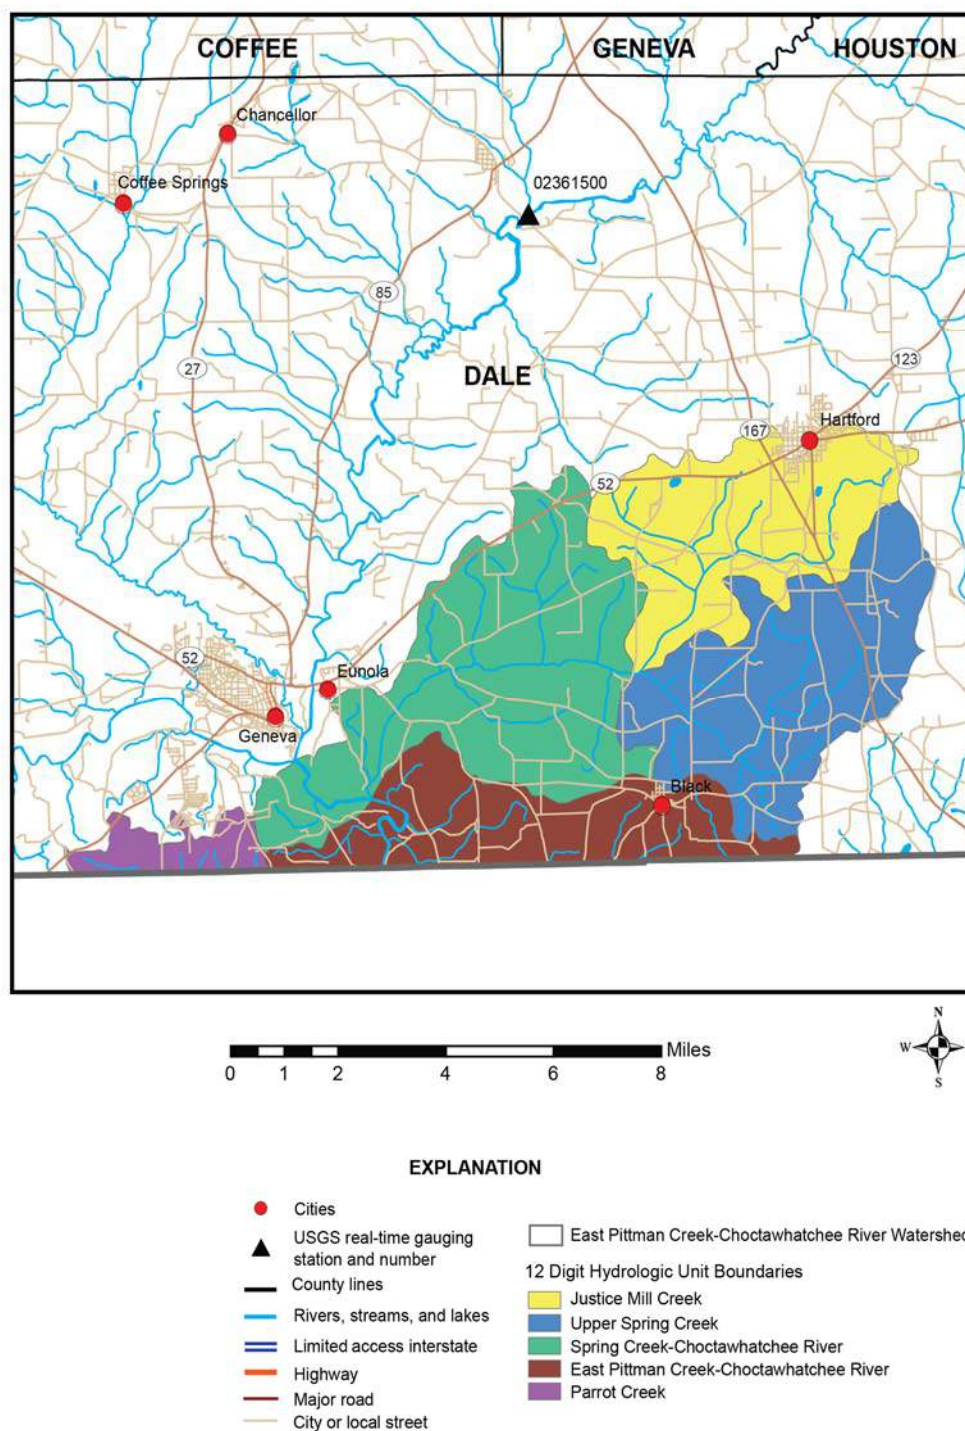 COFFEE
GENEVA
HOUSTON
Chancellor
Coffee Springs
02361500
85
27
DALE
123
167
Hartford
52
52
Eunola
Geneva
Black
Miles
0 1 2 4 6 8
N
W
S
EXPLANATION
Cities
USGS real-time gauging
station and number
County lines
Rivers, streams, and lakes
Limited access interstate
Highway
Major road
City or local street
East Pittman Creek-Choctawhatchee River Watershed
12 Digit Hydrologic Unit Boundaries
Justice Mill Creek
Upper Spring Creek
Spring Creek-Choctawhatchee River
East Pittman Creek-Choctawhatchee River
Parrot Creek